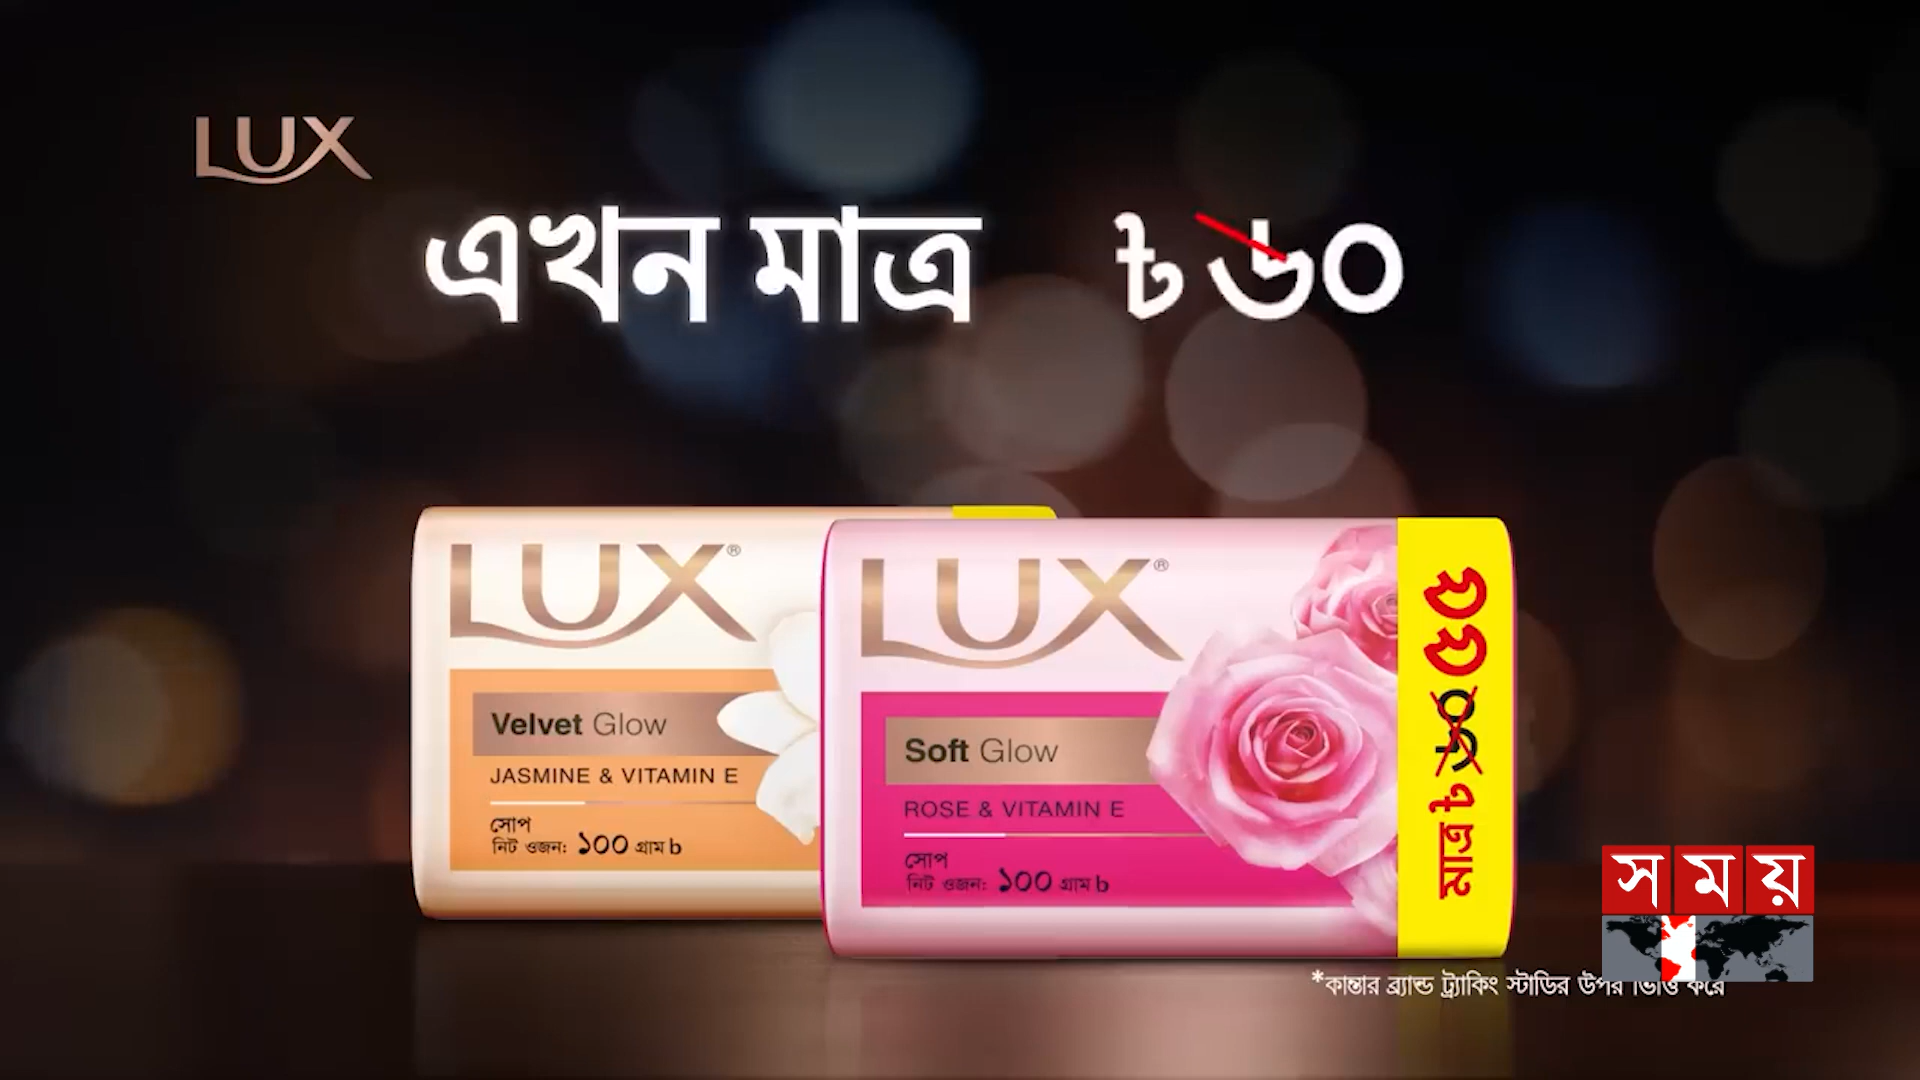 LUX
এখন মাত্র ৳ ৬০
LUX®
Velvet Glow
JASMINE & VITAMIN E
সোপ
নিট ওজন: ১০০ গ্রাম b
LUX®
Soft Glow
ROSE & VITAMIN E
সোপ
নিট ওজন: ১০০ গ্রাম b
মাত্র ৳ ৬০ ৫৫
সময়
*কান্তার ব্র্যান্ড ট্র্যাকিং স্টাডির উপর ভিত্তি করে